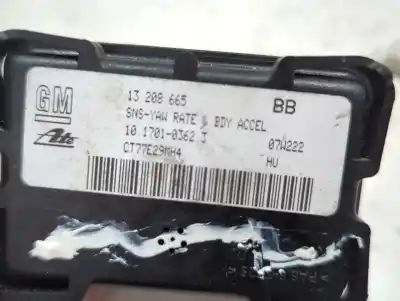 GM
13 208 665
BB
SNS-YAW RATE & BDY ACCEL
Ate
10 1701-0362 3
07W222
CT77E29MH4
HU